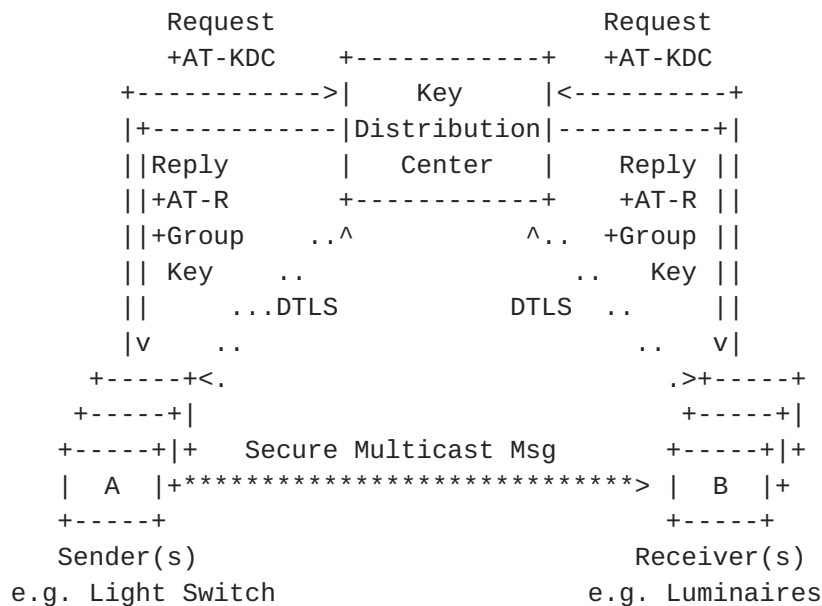 Request Request
+AT-KDC +------------+ +AT-KDC
+------------>| Key |<----------+
|+------------|Distribution|----------+|
||Reply | Center | Reply ||
||+AT-R +------------+ +AT-R ||
||+Group ..^ ^.. +Group ||
|| Key .. .. Key ||
|| ...DTLS DTLS .. ||
|v .. .. v|
+-----+<. .>+-----+
+-----+| +-----+|
+-----+|+ Secure Multicast Msg +-----+|+
| A |+*****************************> | B |+
+-----+ +-----+
Sender(s) Receiver(s)
e.g. Light Switch e.g. Luminaires